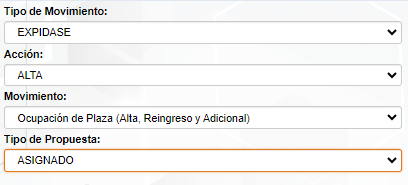 Tipo de Movimiento:
EXPIDASE
Acción:
ALTA
Movimiento:
Ocupación de Plaza (Alta, Reingreso y Adicional)
Tipo de Propuesta:
ASIGNADO